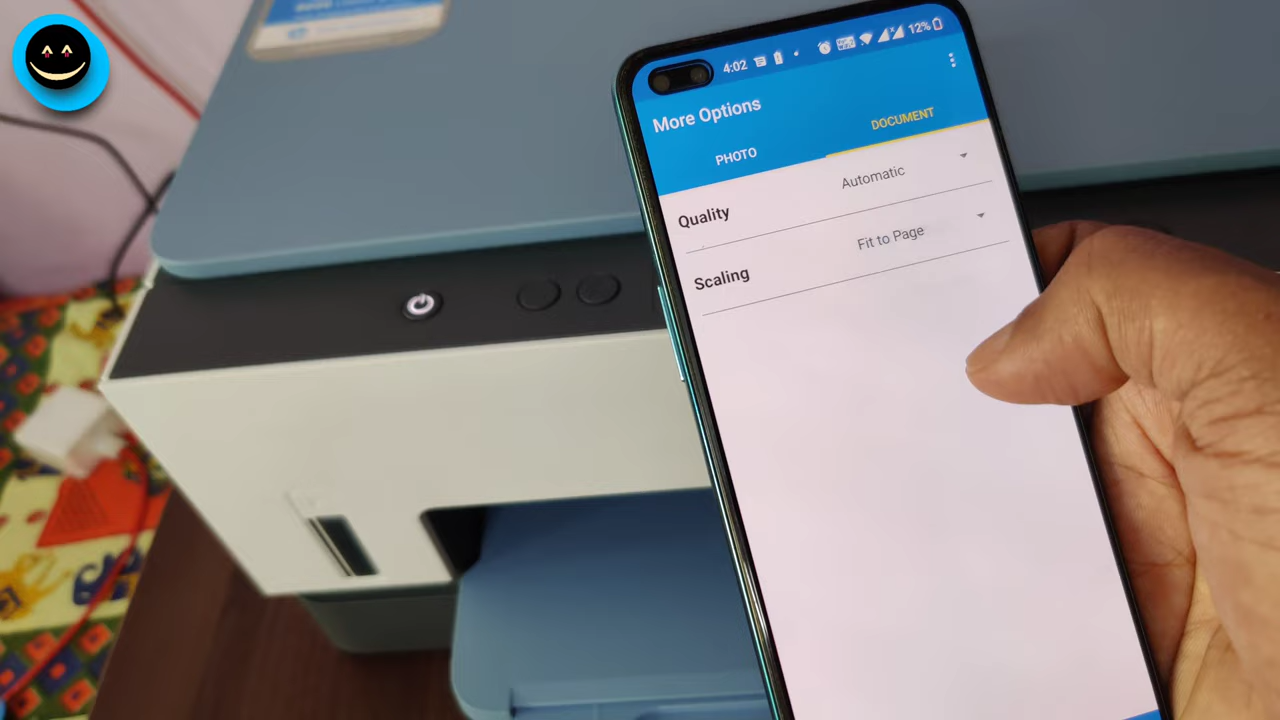 4:02
12%
More Options
PHOTO
DOCUMENT
Quality
Automatic
Scaling
Fit to Page